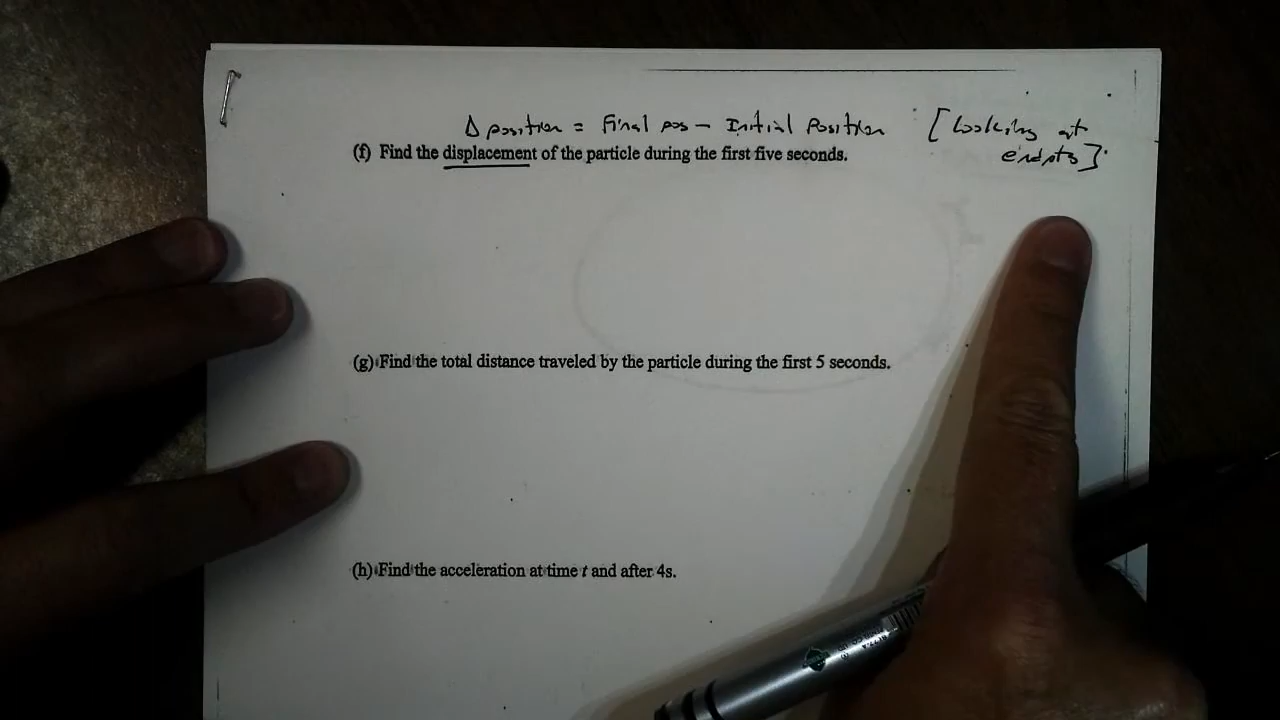 Δ position = Final pos - Initial Position [looking at
endpts]
(f) Find the displacement of the particle during the first five seconds.
(g) Find the total distance traveled by the particle during the first 5 seconds.
(h) Find the acceleration at time t and after 4s.